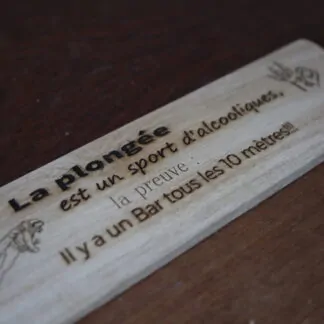 La plongée
est un sport d'alcooliques,
la preuve :
Il y a un Bar tous les 10 mètres!!!